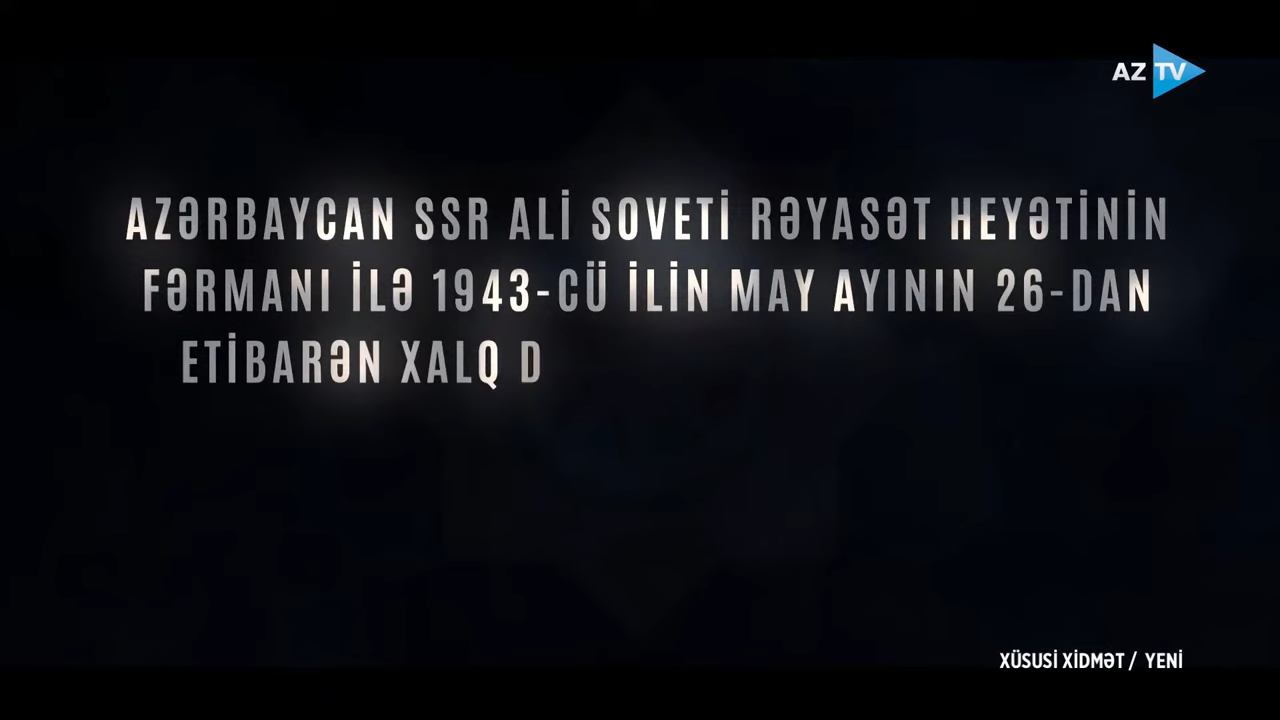 AZ TV
AZƏRBAYCAN SSR ALİ SOVETİ RƏYASƏT HEYƏTİNİN
FƏRMANI İLƏ 1943-CÜ İLİN MAY AYININ 26-DAN
ETİBARƏN XALQ D
XÜSUSİ XİDMƏT / YENİ